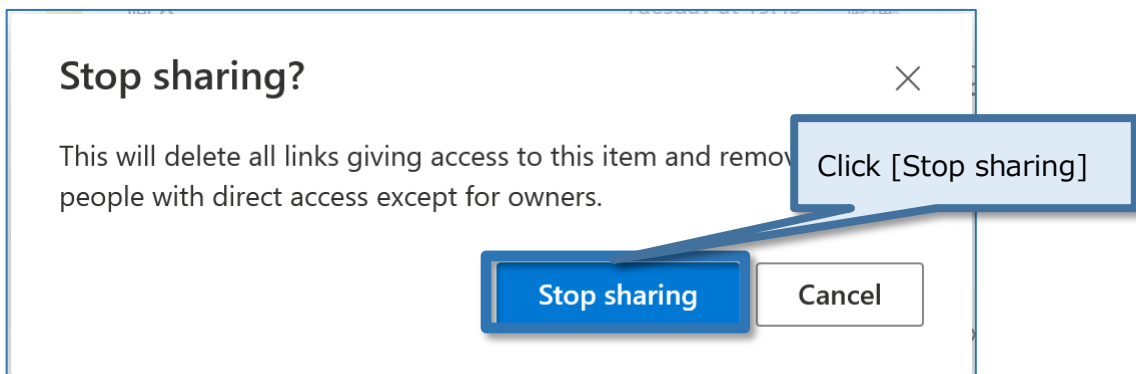 Stop sharing?
This will delete all links giving access to this item and
people with direct access except for owners.
Click [Stop sharing]
Stop sharing
Cancel